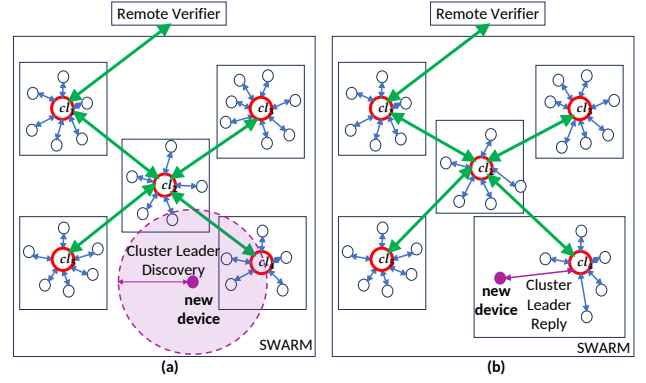 Remote Verifier
cl
cl
cl
cl
cl
Cluster Leader
Discovery
new
device
SWARM
(a)
Remote Verifier
cl
cl
cl
cl
cl
new
device
Cluster
Leader
Reply
SWARM
(b)